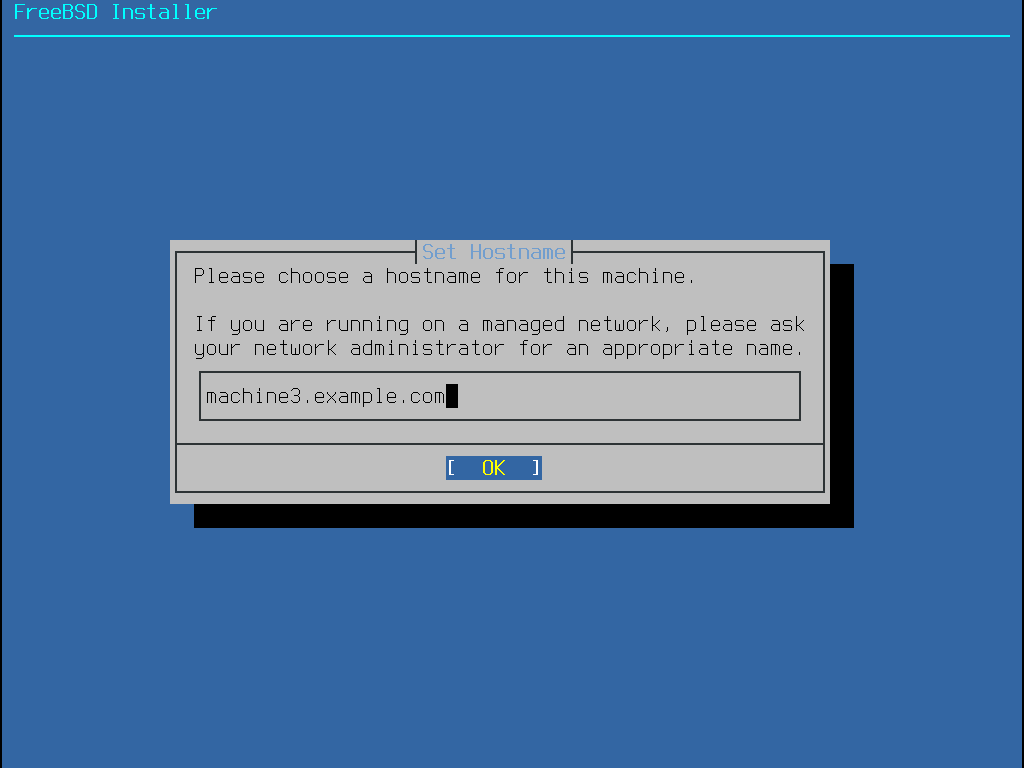 FreeBSD Installer
Set Hostname
Please choose a hostname for this machine.
If you are running on a managed network, please ask
your network administrator for an appropriate name.
machine3.example.com
[  OK  ]